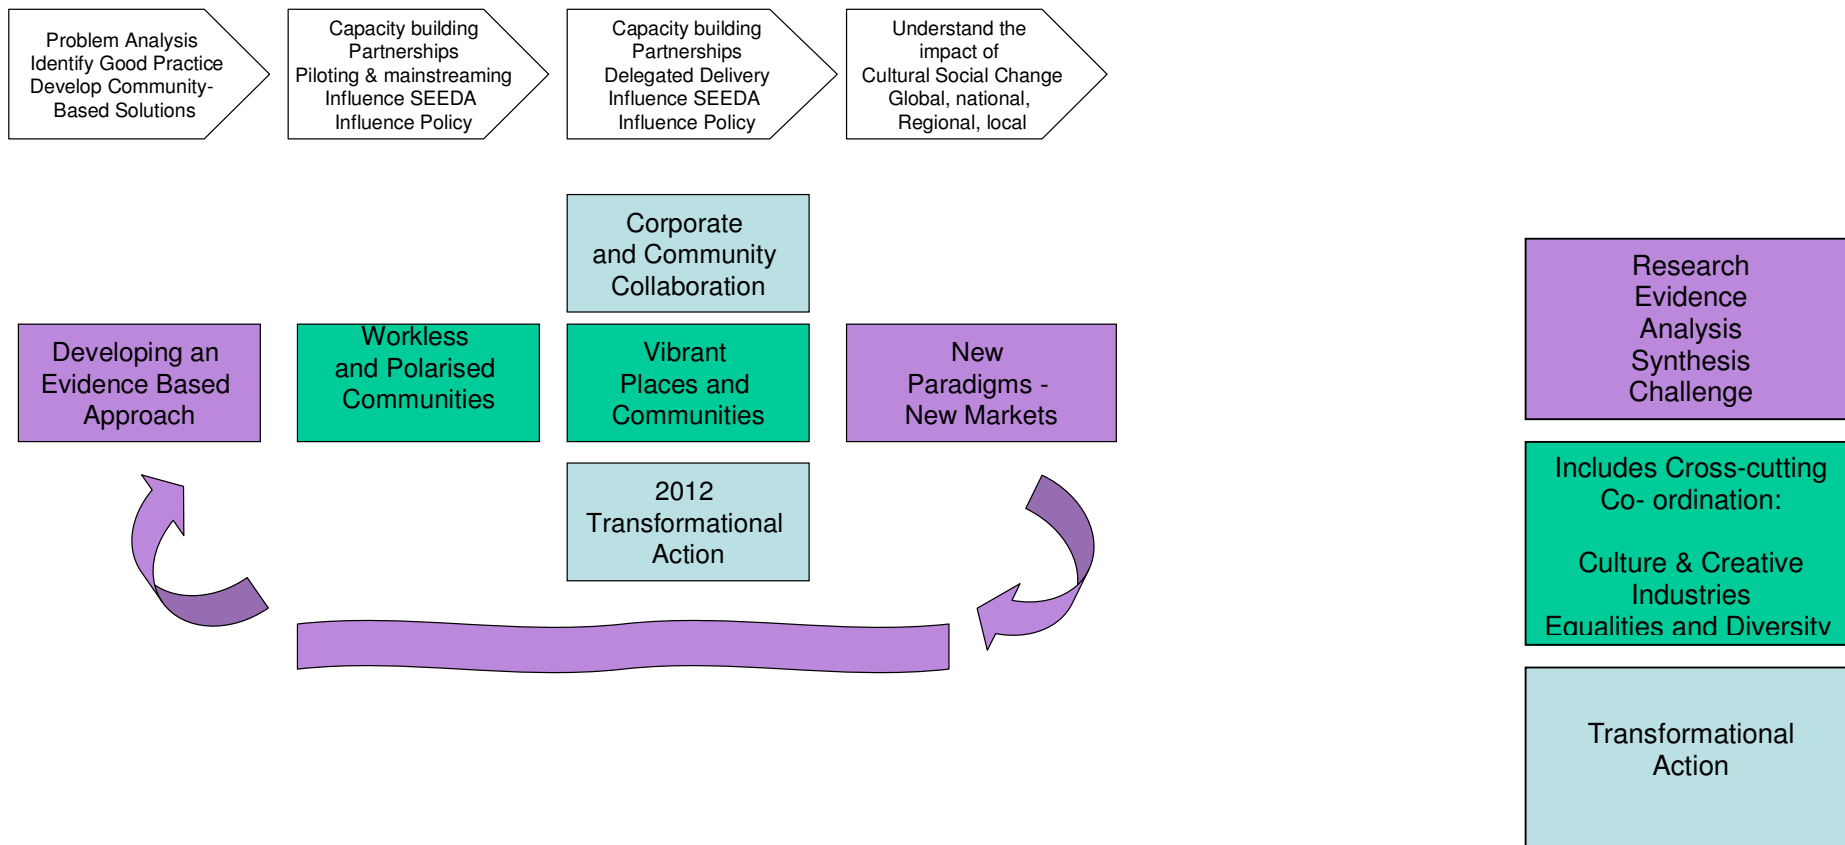 Problem Analysis
Identify Good Practice
Develop Community-
Based Solutions
Capacity building
Partnerships
Piloting & mainstreaming
Influence SEEDA
Influence Policy
Capacity building
Partnerships
Delegated Delivery
Influence SEEDA
Influence Policy
Understand the
impact of
Cultural Social Change
Global, national,
Regional, local
Corporate
and Community
Collaboration
Developing an
Evidence Based
Approach
Workless
and Polarised
Communities
Vibrant
Places and
Communities
New
Paradigms -
New Markets
2012
Transformational
Action
Research
Evidence
Analysis
Synthesis
Challenge
Includes Cross-cutting
Co- ordination:
Culture & Creative
Industries
Equalities and Diversity
Transformational
Action